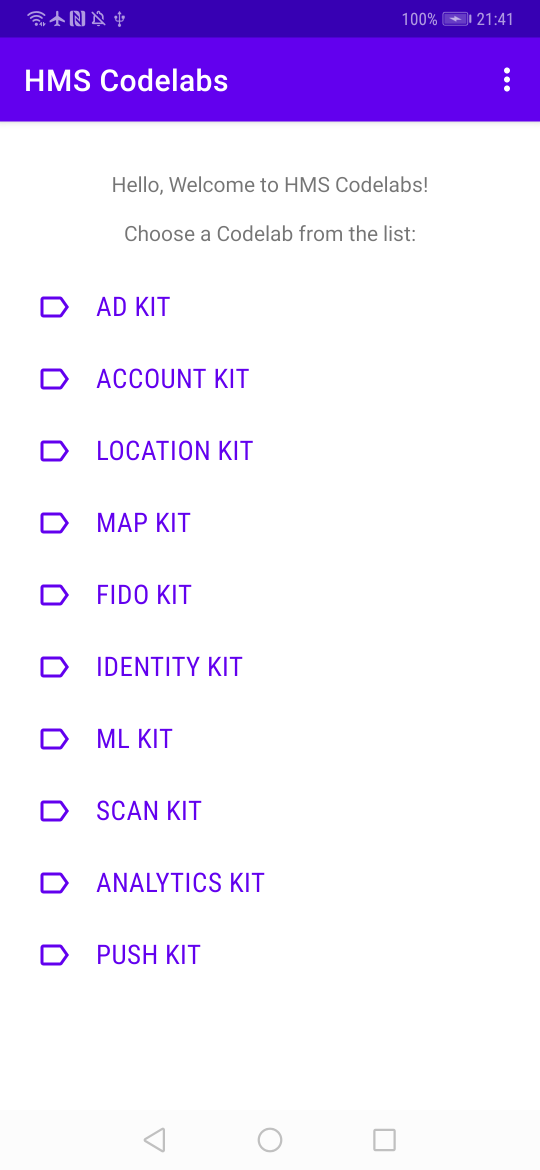 100% 21:41
HMS Codelabs
Hello, Welcome to HMS Codelabs!
Choose a Codelab from the list:
AD KIT
ACCOUNT KIT
LOCATION KIT
MAP KIT
FIDO KIT
IDENTITY KIT
ML KIT
SCAN KIT
ANALYTICS KIT
PUSH KIT